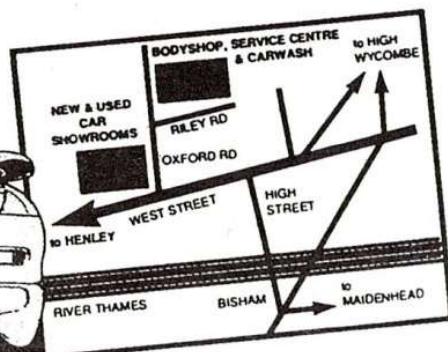 BODYSHOP, SERVICE CENTRE
& CARWASH
to HIGH
WYCOMBE
NEW & USED
CAR
SHOWROOMS
RILEY RD
OXFORD RD
WEST STREET
HIGH
STREET
to HENLEY
RIVER THAMES
BISHAM
to
MAIDENHEAD